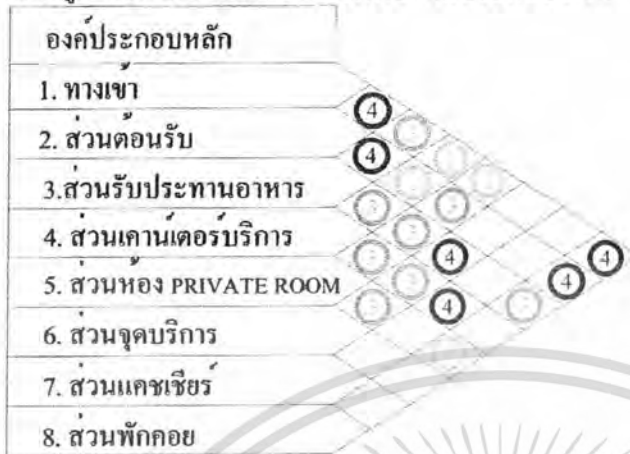 องค์ประกอบหลัก
1. ทางเข้า
2. ส่วนต้อนรับ
3.ส่วนรับประทานอาหาร
4. ส่วนเคาน์เตอร์บริการ
5. ส่วนห้อง PRIVATE ROOM
6. ส่วนจุดบริการ
7. ส่วนแคชเชียร์
8. ส่วนพักคอย
4
4
4
4
4
4